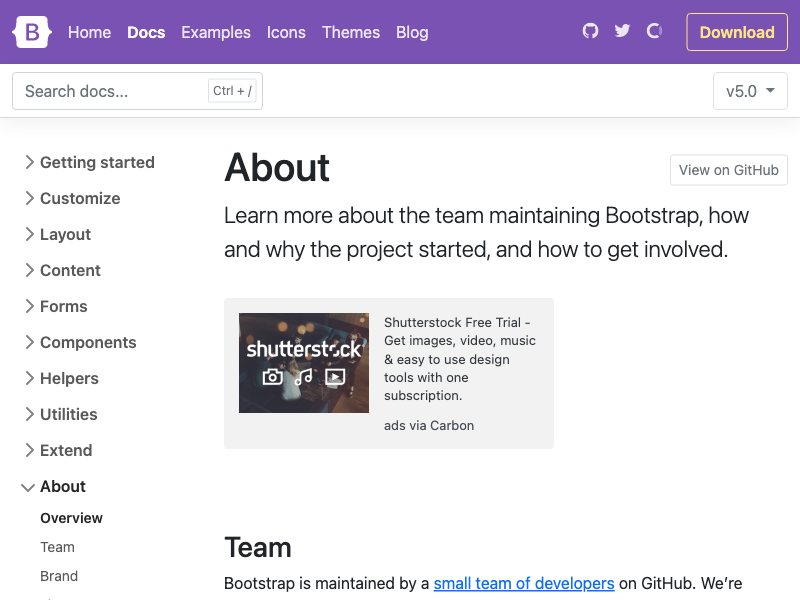 B Home Docs Examples Icons Themes Blog Download
Search docs... Ctrl + / v5.0
Getting started
Customize
Layout
Content
Forms
Components
Helpers
Utilities
Extend
About
Overview
Team
Brand
About
View on GitHub
Learn more about the team maintaining Bootstrap, how
and why the project started, and how to get involved.
shutterstock
Shutterstock Free Trial -
Get images, video, music
& easy to use design
tools with one
subscription.
ads via Carbon
Team
Bootstrap is maintained by a small team of developers on GitHub. We’re